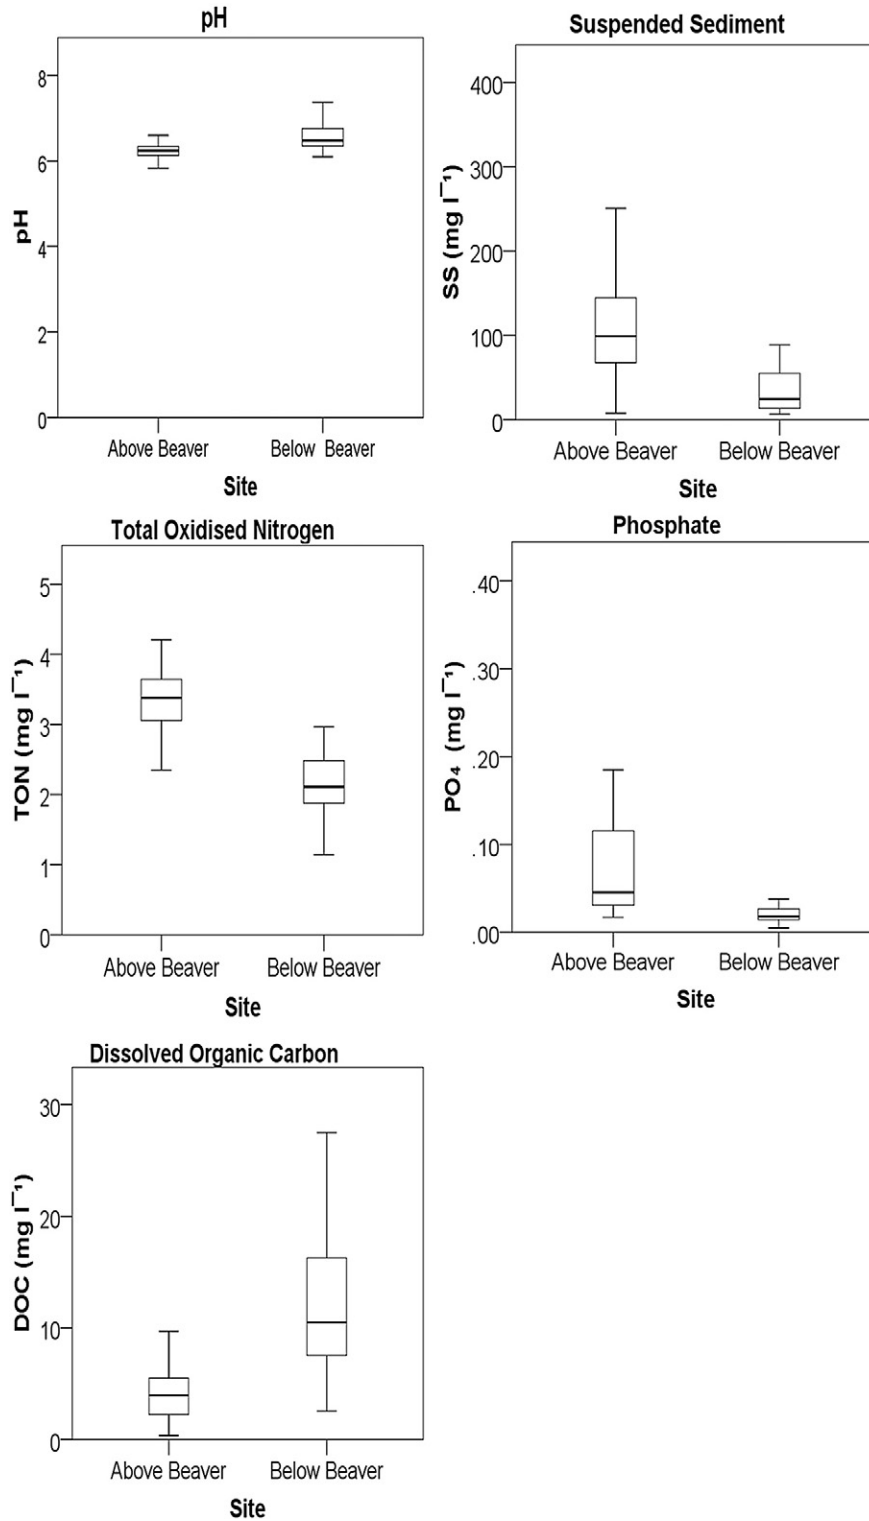 pH
8
6
4
2
0
pH
Above Beaver
Below Beaver
Site
Suspended Sediment
400
300
200
100
0
SS (mg l⁻¹)
Above Beaver
Below Beaver
Site
Total Oxidised Nitrogen
5
4
3
2
1
0
TON (mg l⁻¹)
Above Beaver
Below Beaver
Site
Phosphate
.40
.30
.20
.10
.00
PO₄ (mg l⁻¹)
Above Beaver
Below Beaver
Site
Dissolved Organic Carbon
30
20
10
0
DOC (mg l⁻¹)
Above Beaver
Below Beaver
Site